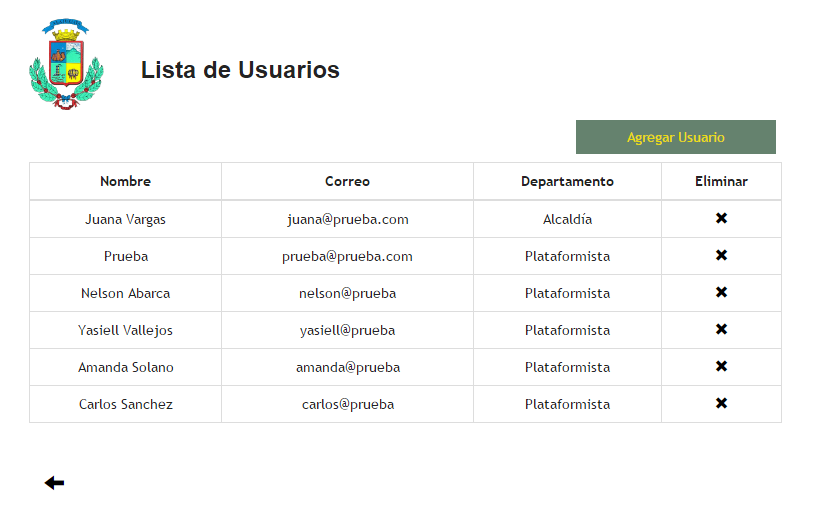 Lista de Usuarios
Agregar Usuario
Nombre Correo Departamento Eliminar
Juana Vargas juana@prueba.com Alcaldía
Prueba prueba@prueba.com Plataformista
Nelson Abarca nelson@prueba Plataformista
Yasiell Vallejos yasiell@prueba Plataformista
Amanda Solano amanda@prueba Plataformista
Carlos Sanchez carlos@prueba Plataformista